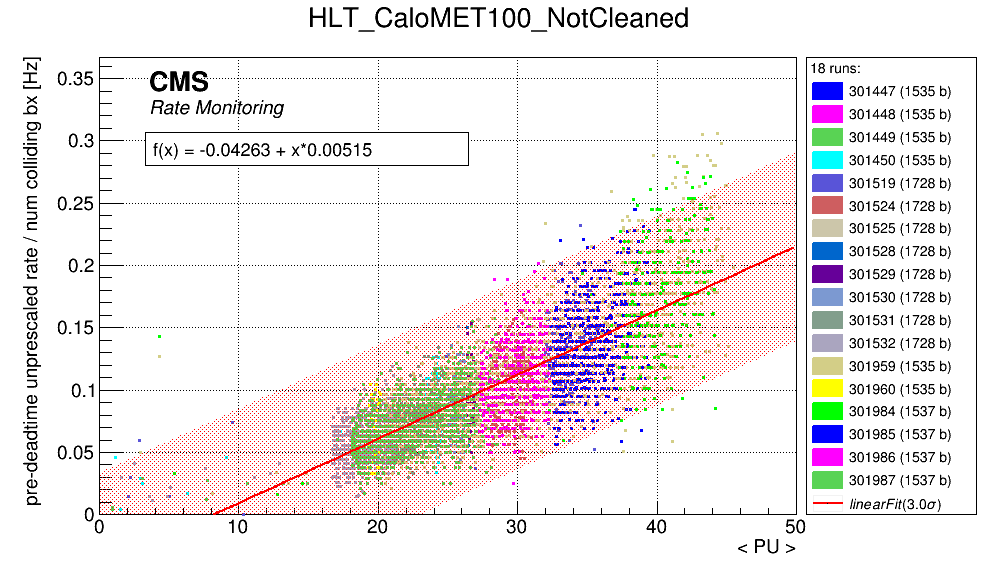 HLT_CaloMET100_NotCleaned
pre-deadtime unprescaled rate / num colliding bx [Hz]
CMS
Rate Monitoring
f(x) = -0.04263 + x*0.00515
0.35
0.3
0.25
0.2
0.15
0.1
0.05
0
0 10 20 30 40 50
< PU >
18 runs:
301447 (1535 b)
301448 (1535 b)
301449 (1535 b)
301450 (1535 b)
301519 (1728 b)
301524 (1728 b)
301525 (1728 b)
301528 (1728 b)
301529 (1728 b)
301530 (1728 b)
301531 (1728 b)
301532 (1728 b)
301959 (1535 b)
301960 (1535 b)
301984 (1537 b)
301985 (1537 b)
301986 (1537 b)
301987 (1537 b)
linearFit(3.0σ)